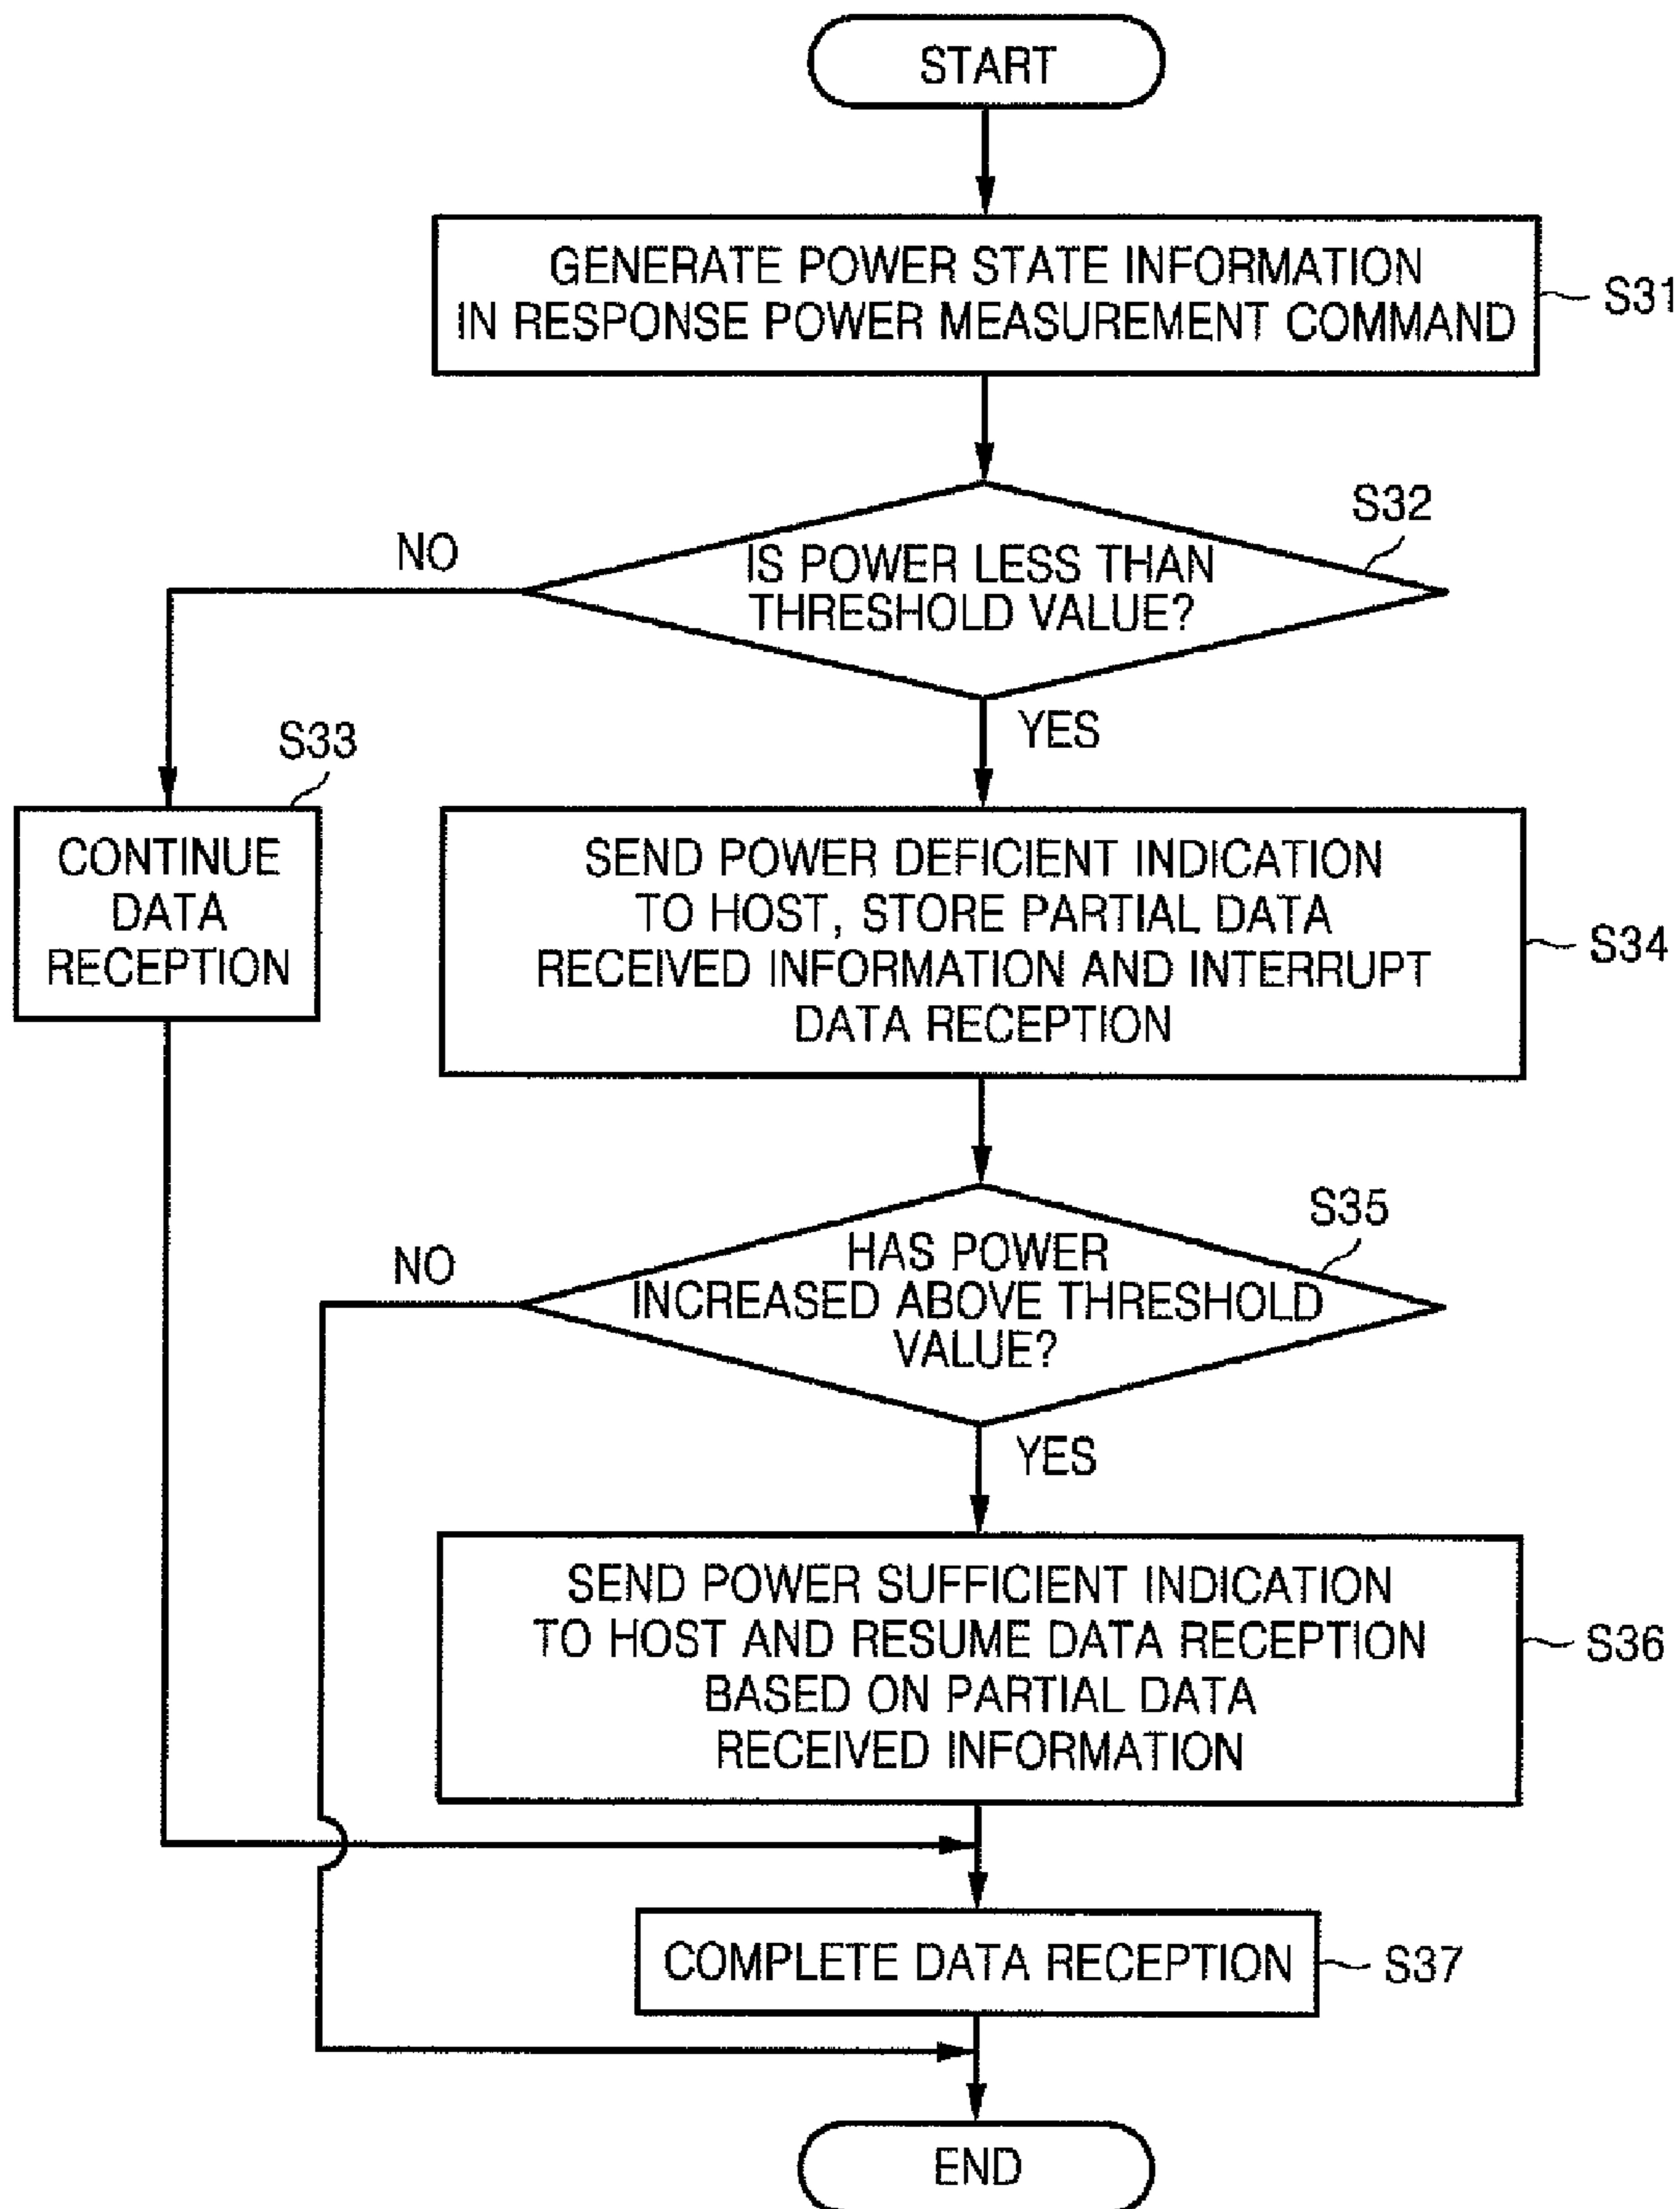 START
GENERATE POWER STATE INFORMATION
IN RESPONSE POWER MEASUREMENT COMMAND
S31
S32
NO
IS POWER LESS THAN
THRESHOLD VALUE?
YES
S33
CONTINUE
DATA
RECEPTION
SEND POWER DEFICIENT INDICATION
TO HOST, STORE PARTIAL DATA
RECEIVED INFORMATION AND INTERRUPT
DATA RECEPTION
S34
S35
NO
HAS POWER
INCREASED ABOVE THRESHOLD
VALUE?
YES
SEND POWER SUFFICIENT INDICATION
TO HOST AND RESUME DATA RECEPTION
BASED ON PARTIAL DATA
RECEIVED INFORMATION
S36
COMPLETE DATA RECEPTION
S37
END